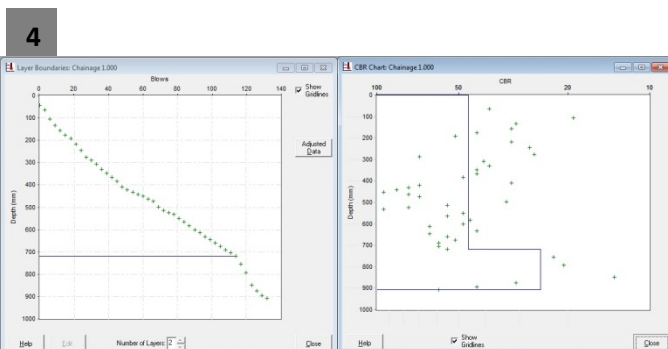 4
Layer Boundaries: Chainage 1.000
Blows
0 20 40 60 80 100 120 140
0
100
200
300
400
500
600
700
800
900
1000
Depth (mm)
Show Gridlines
Adjusted Data
Help
Edit
Number of Layers: 2
Close
CBR Chart: Chainage 1.000
CBR
100 50 20 10
0
100
200
300
400
500
600
700
800
900
1000
Depth (mm)
Help
Show Gridlines
Close